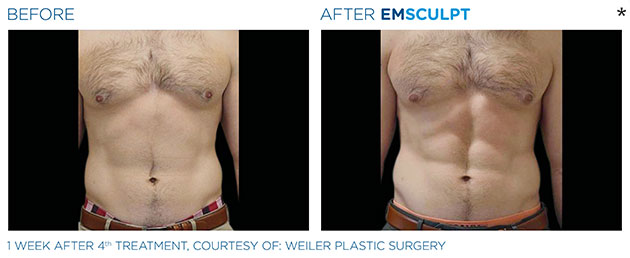 BEFORE
AFTER EMSCULPT *
1 WEEK AFTER 4th TREATMENT, COURTESY OF: WEILER PLASTIC SURGERY